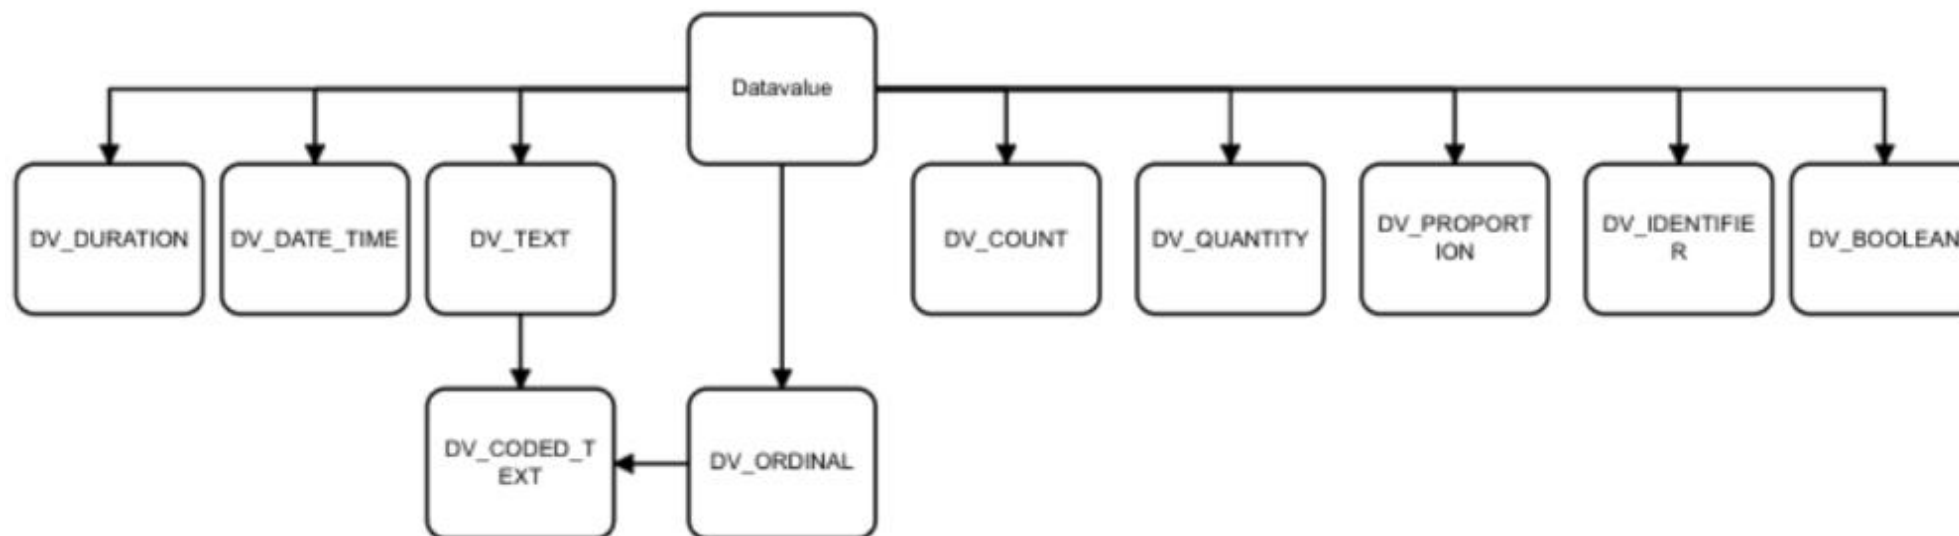 Datavalue
DV_DURATION
DV_DATE_TIME
DV_TEXT
DV_COUNT
DV_QUANTITY
DV_PROPORT
ION
DV_IDENTIFIE
R
DV_BOOLEAN
DV_CODED_T
EXT
DV_ORDINAL